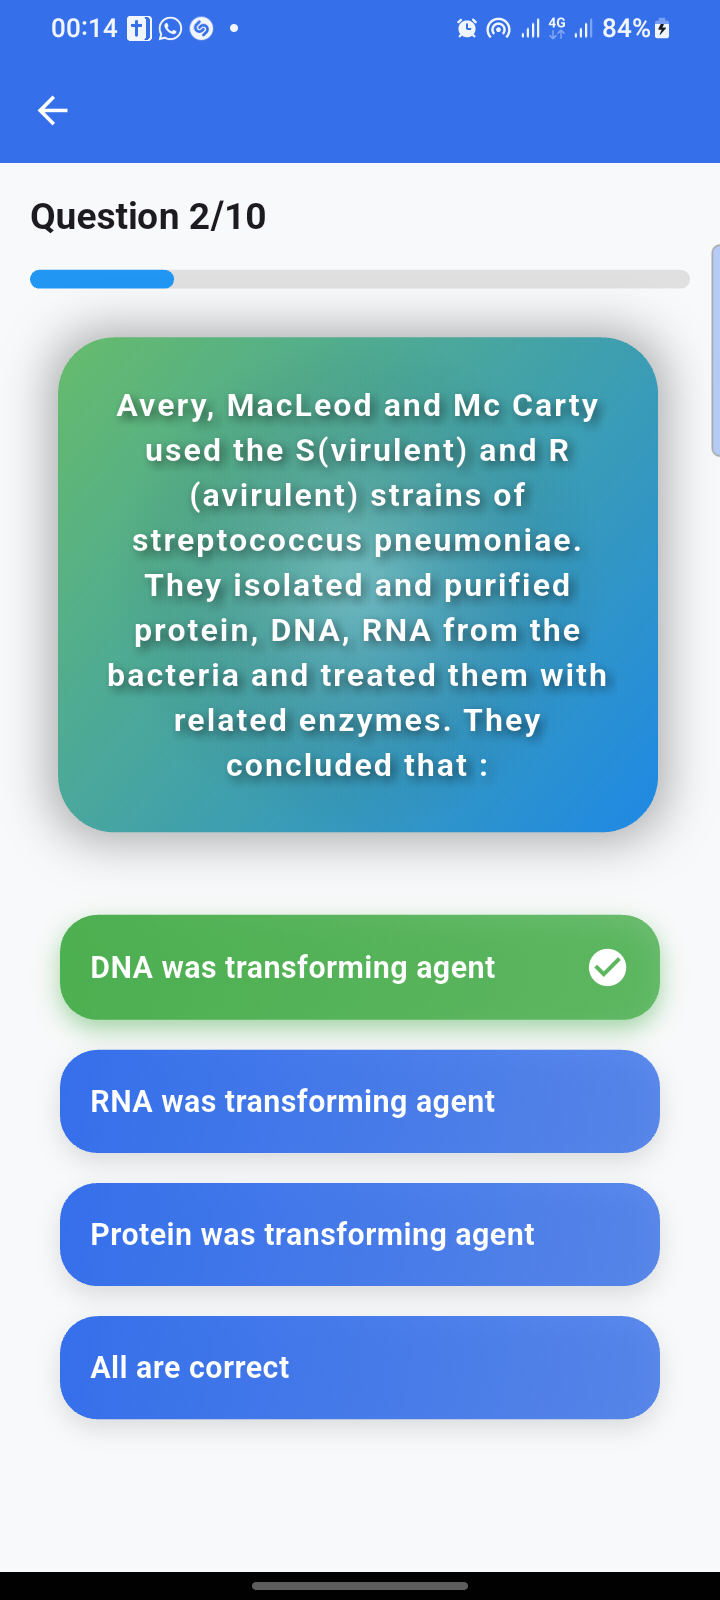 00:14
4G
84%
Question 2/10
Avery, MacLeod and Mc Carty
used the S(virulent) and R
(avirulent) strains of
streptococcus pneumoniae.
They isolated and purified
protein, DNA, RNA from the
bacteria and treated them with
related enzymes. They
concluded that :
DNA was transforming agent
RNA was transforming agent
Protein was transforming agent
All are correct